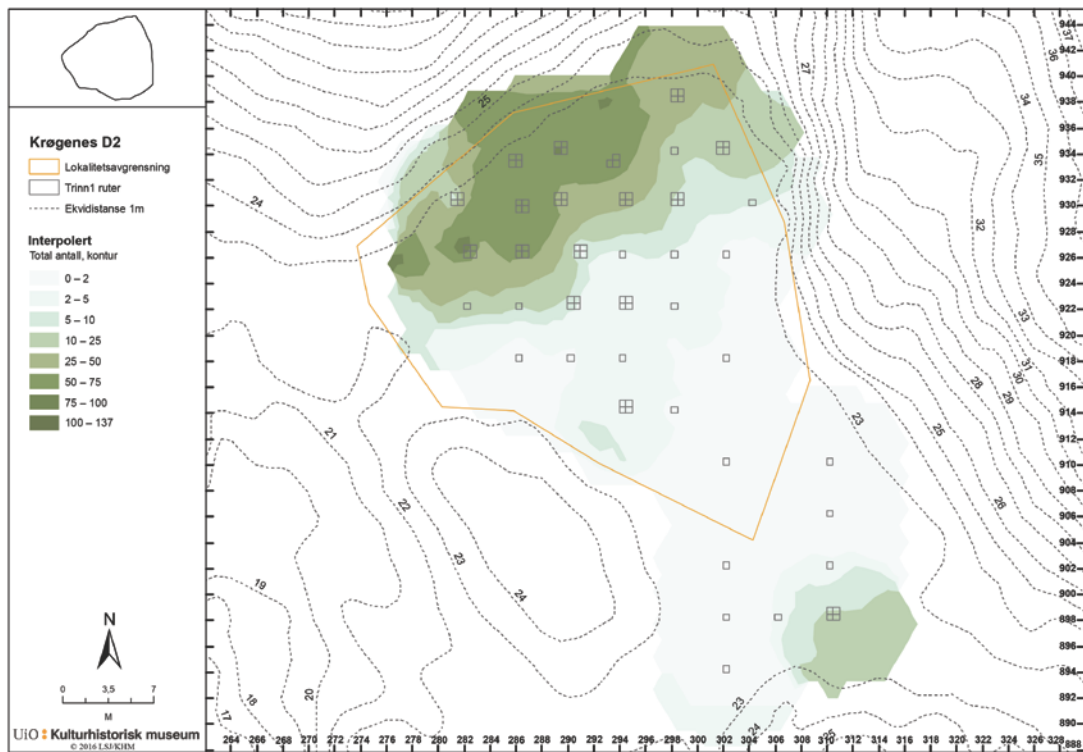 Krøgenes D2
Lokalitetsavgrensning
Trinn1 ruter
Ekvidistanse 1m
Interpolert
Total antall, kontur
0 – 2
2 – 5
5 – 10
10 – 25
25 – 50
50 – 75
75 – 100
100 – 137
N
0 3,5 7
M
UiO Kulturhistorisk museum
© 2016 LSJ/KHM
25
24
21
22
23
24
19
20
18
17
27
37
36
34
35
32
33
31
30
29
28
25
26
23
23
24
25
944
942
940
938
936
934
932
930
928
926
924
922
920
918
916
914
912
910
908
906
904
902
900
898
896
894
892
890
888
264 266 268 270 272 274 276 278 280 282 284 286 288 290 292 294 296 298 300 302 304 306 308 310 312 314 316 318 320 322 324 326 328